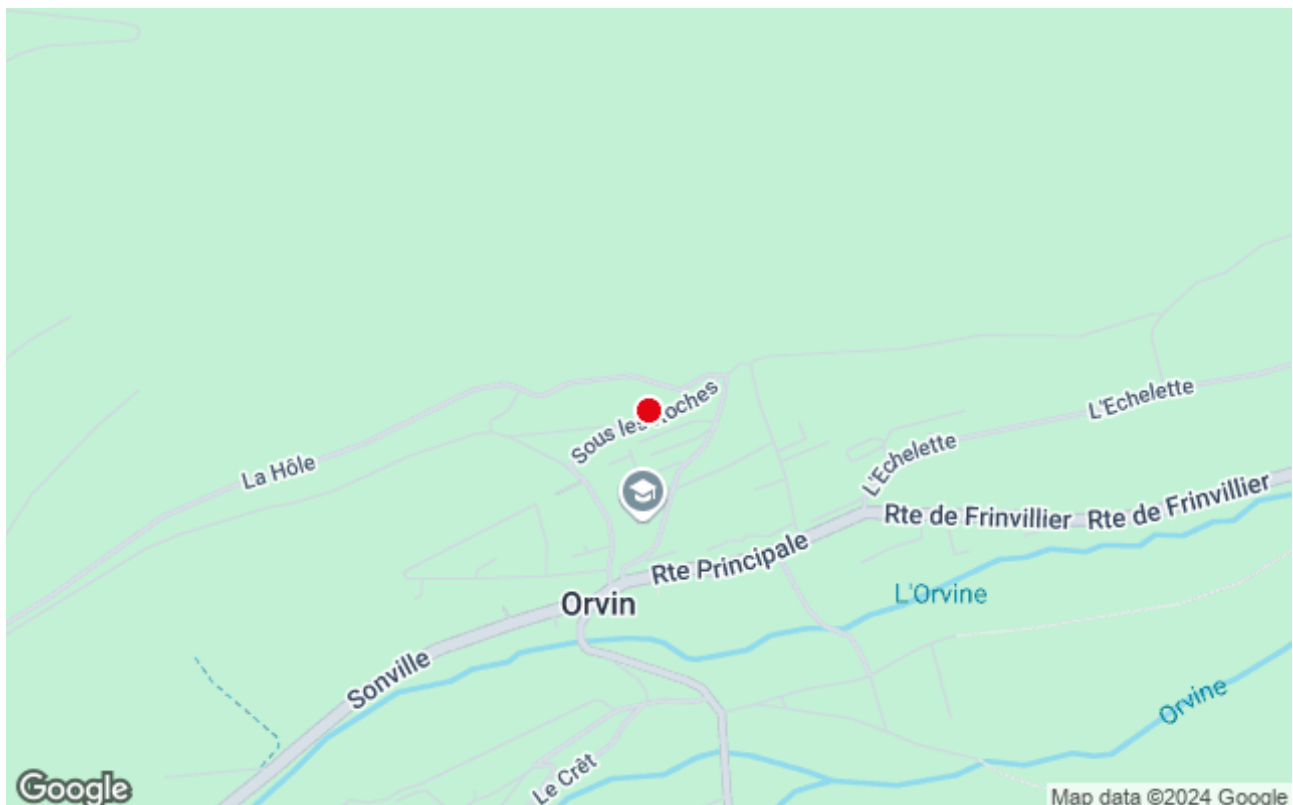 L'Echelette
Sous les Roches
L'Echelette
La Hôle
Rte de Frinvillier
Rte de Frinvillier
Rte Principale
L'Orvine
Orvin
Sonville
Orvine
Le Crêt
Google
Map data ©2024 Google